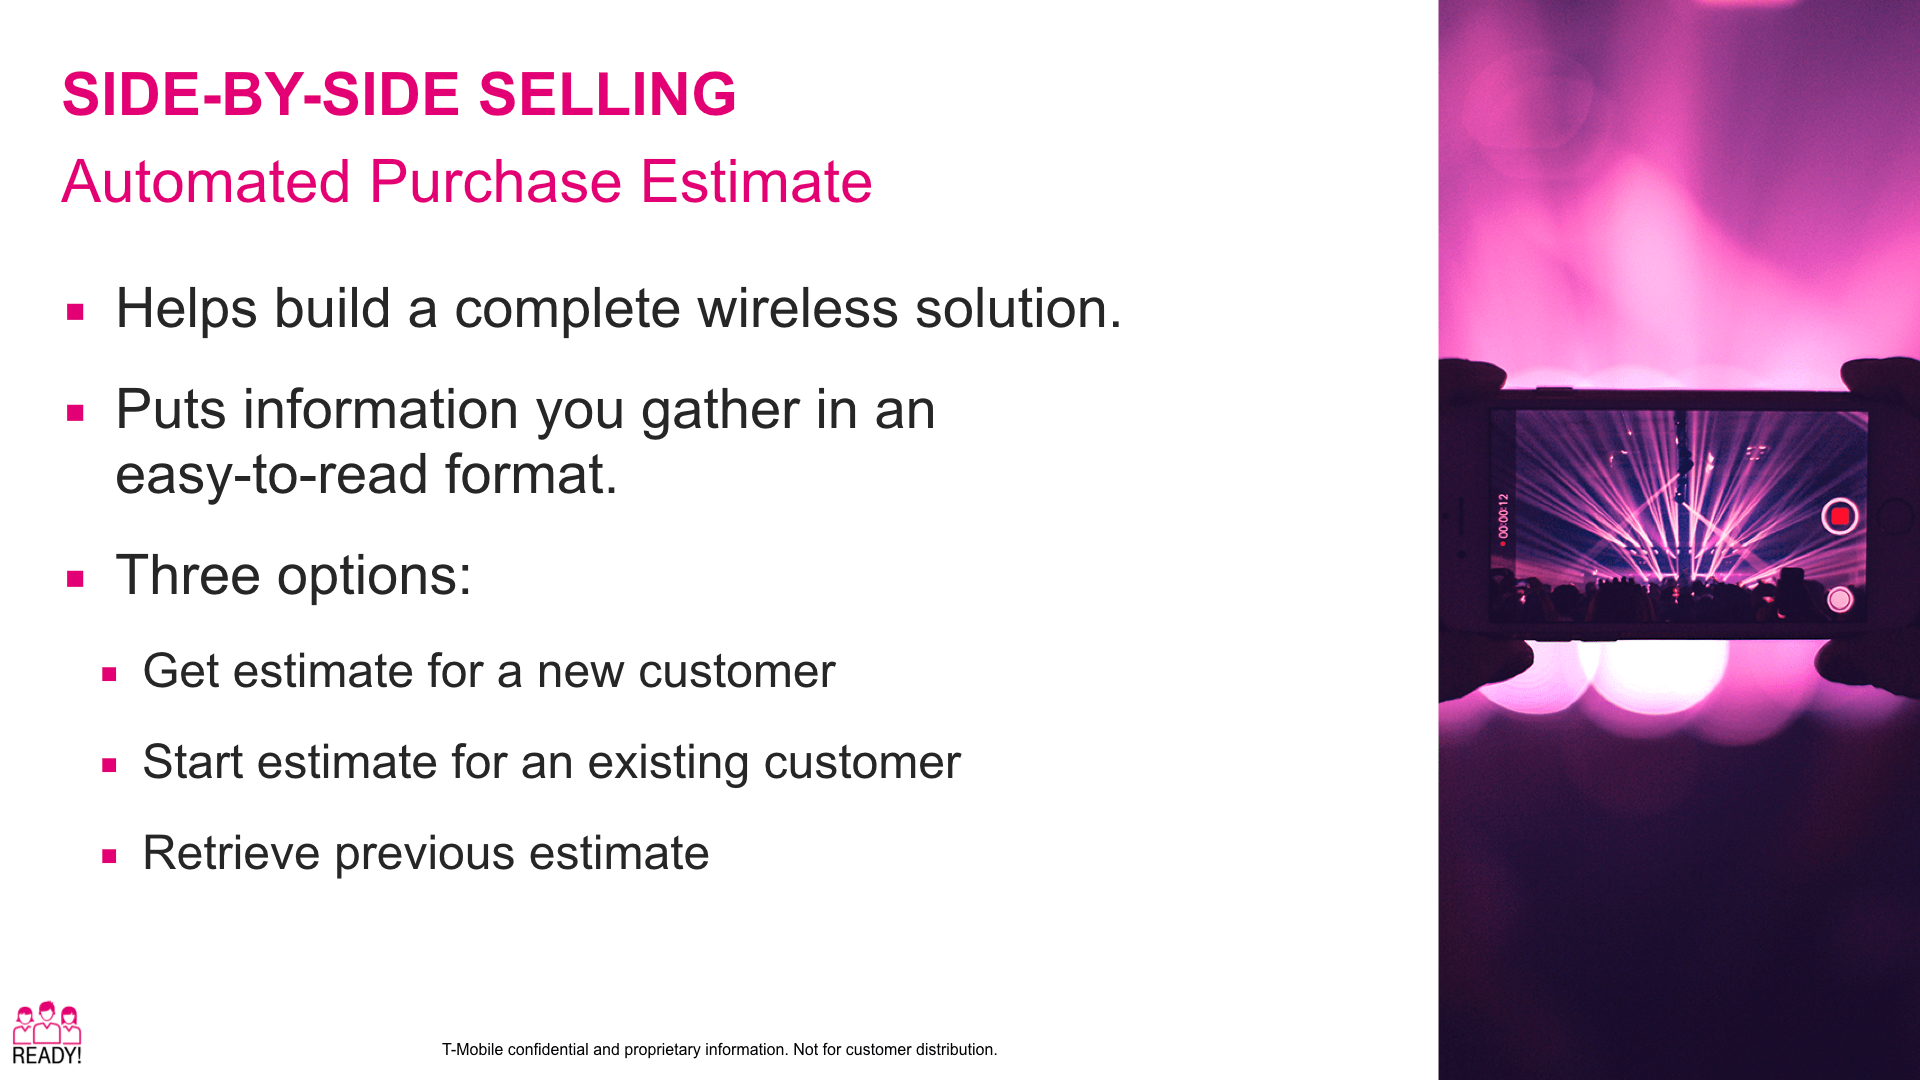 SIDE-BY-SIDE SELLING
Automated Purchase Estimate
Helps build a complete wireless solution.
Puts information you gather in an
easy-to-read format.
Three options:
Get estimate for a new customer
Start estimate for an existing customer
Retrieve previous estimate
00:00:12
READY!
T-Mobile confidential and proprietary information. Not for customer distribution.